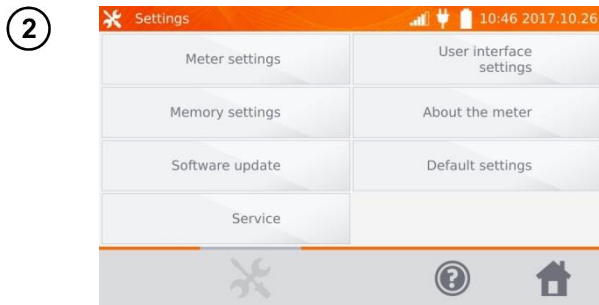 2
Settings
10:46 2017.10.26
Meter settings
User interface
settings
Memory settings
About the meter
Software update
Default settings
Service
?